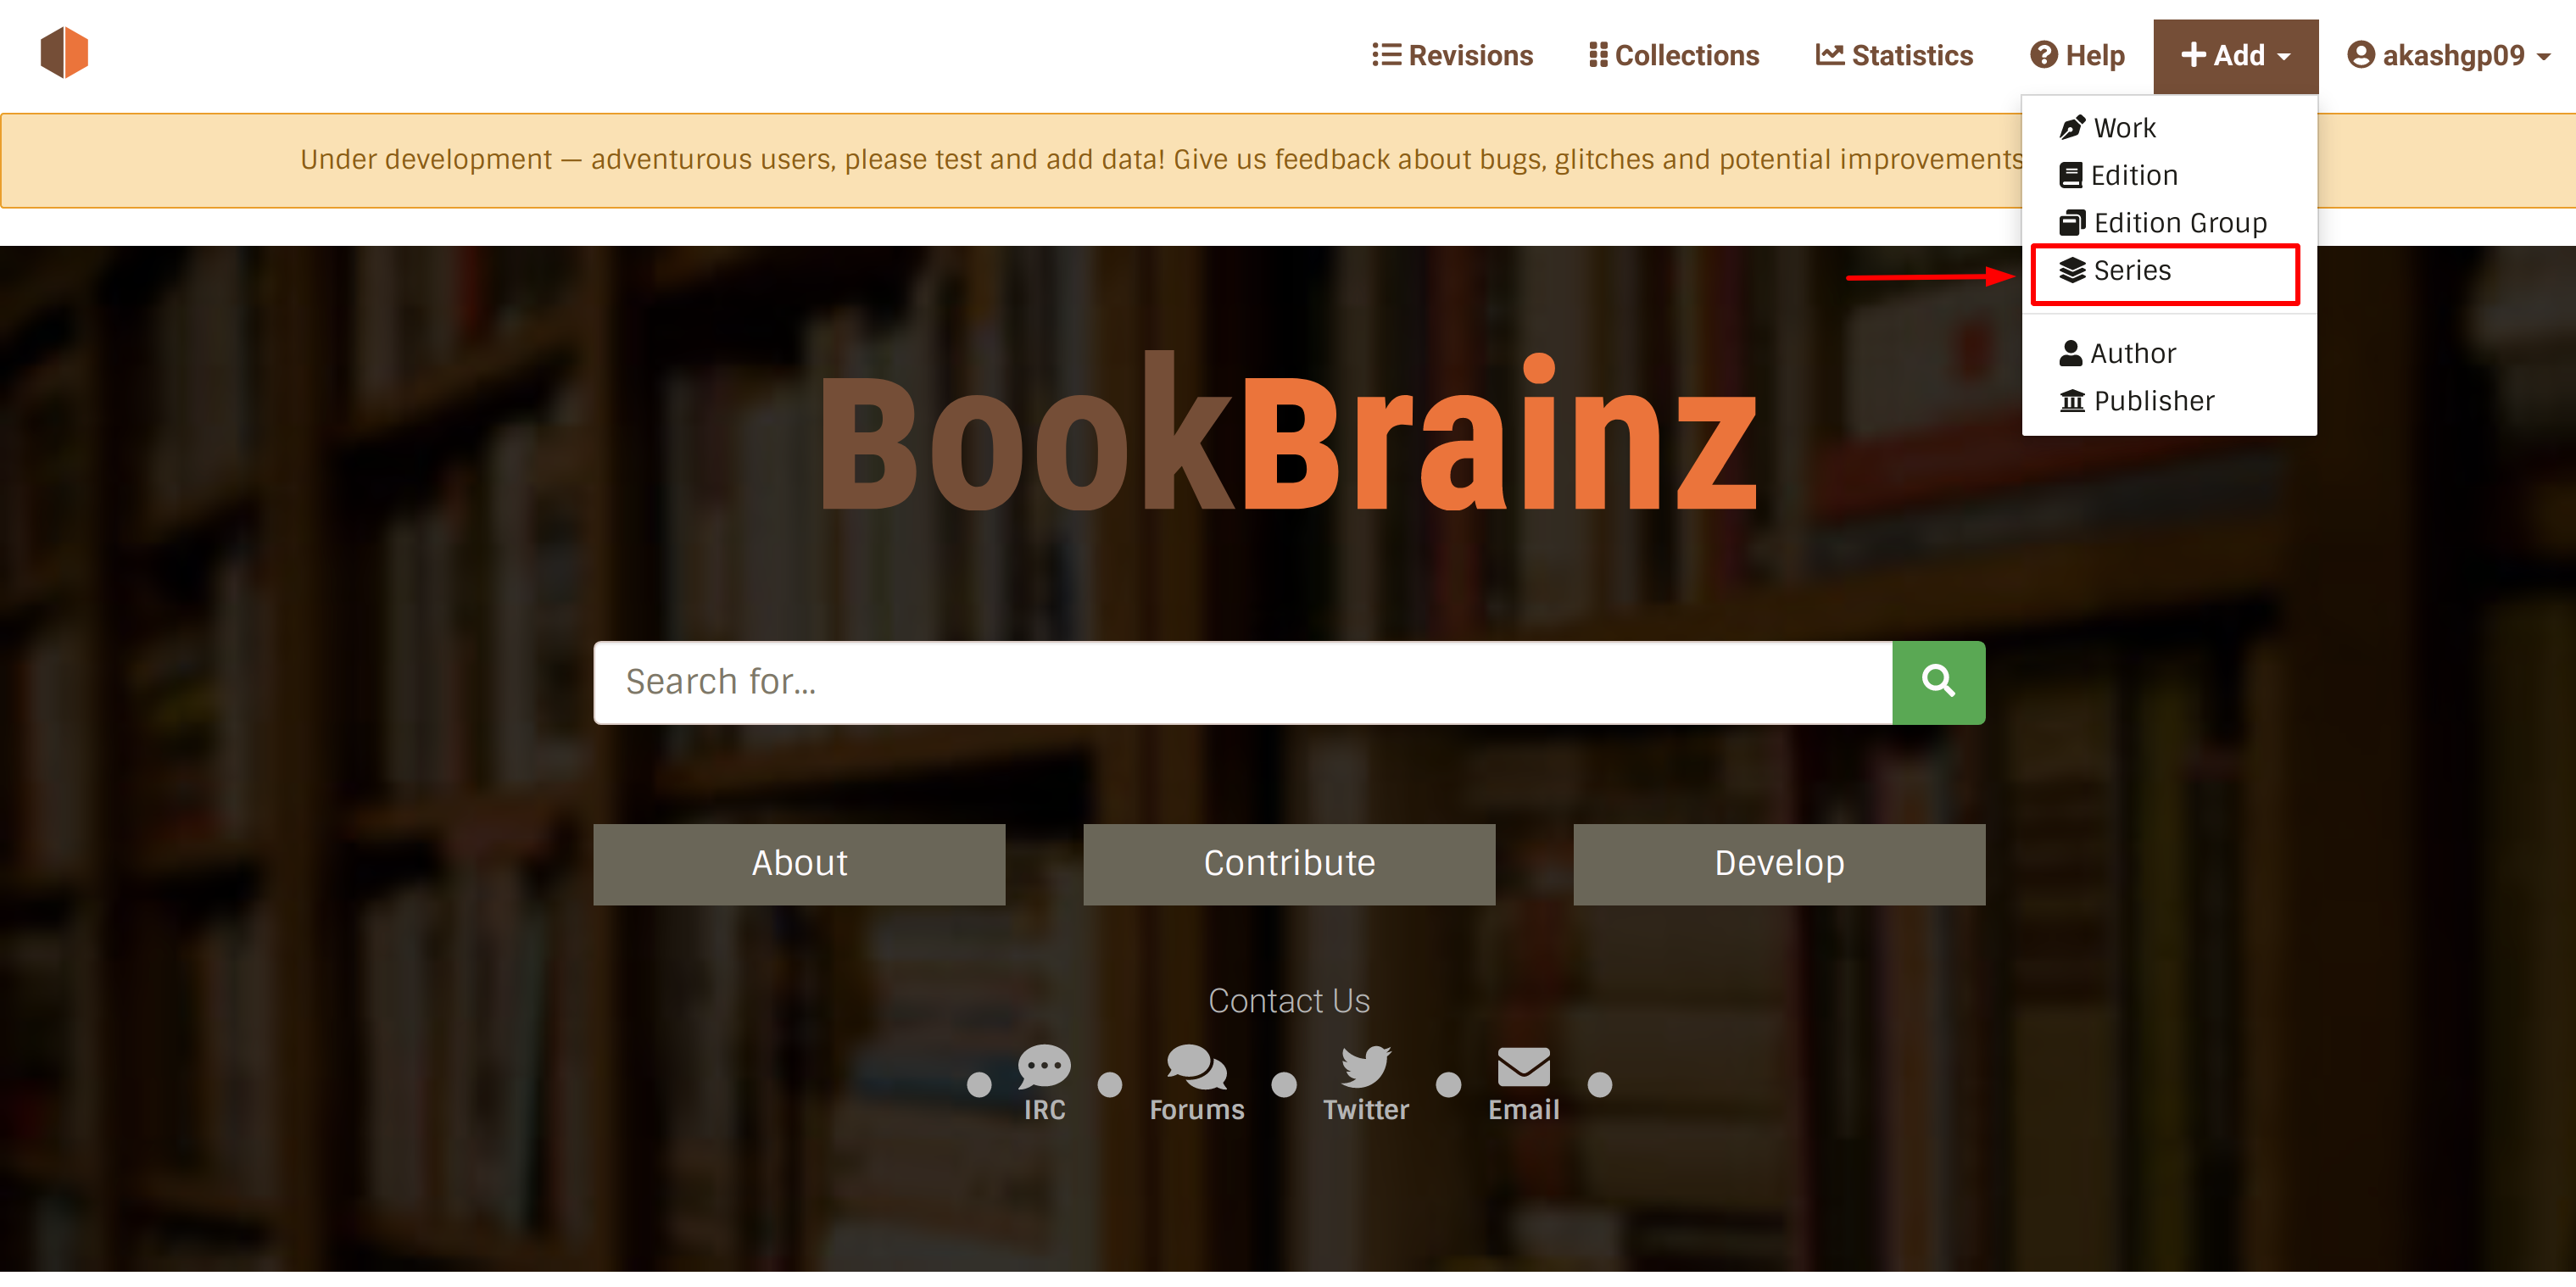 Revisions Collections Statistics Help Add akashgp09
Under development — adventurous users, please test and add data! Give us feedback about bugs, glitches and potential improvements
Work
Edition
Edition Group
Series
Author
Publisher
BookBrainz
Search for...
About Contribute Develop
Contact Us
IRC Forums Twitter Email